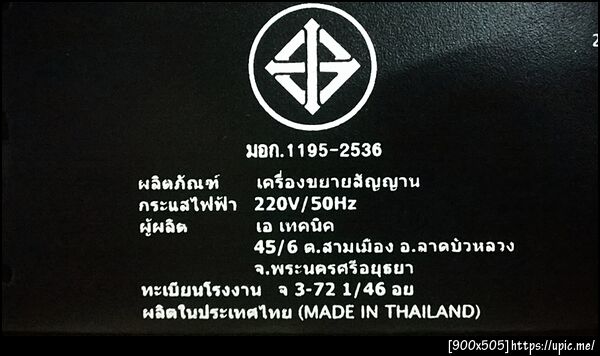 มอก.1195-2536
ผลิตภัณฑ์ เครื่องขยายสัญญาน
กระแสไฟฟ้า 220V/50Hz
ผู้ผลิต เอ เทคนิค
45/6 ต.สามเมือง อ.ลาดบัวหลวง
จ.พระนครศรีอยุธยา
ทะเบียนโรงงาน จ 3-72 1/46 อย
ผลิตในประเทศไทย (MADE IN THAILAND)
[900x505] https://upic.me/